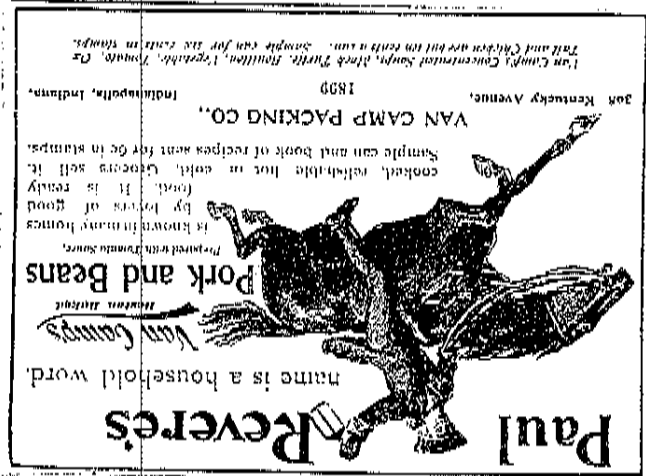 Paul Revere's
name is a household word.
Van Camp's
Boston Baked
Pork and Beans
Prepared with Tomato Sauce,
is known in many homes
by lovers of good
food. It is ready
cooked, relishable hot or cold. Grocers sell it.
Sample can and book of recipes sent for 6c in stamps.
VAN CAMP PACKING CO.,
308 Kentucky Avenue, 1899 Indianapolis, Indiana.
Van Camp's Concentrated Soups, Mock Turtle, Bouillon, Vegetable, Tomato, Ox
Tail and Chicken are but ten cents a can. Sample can for six cents in stamps.